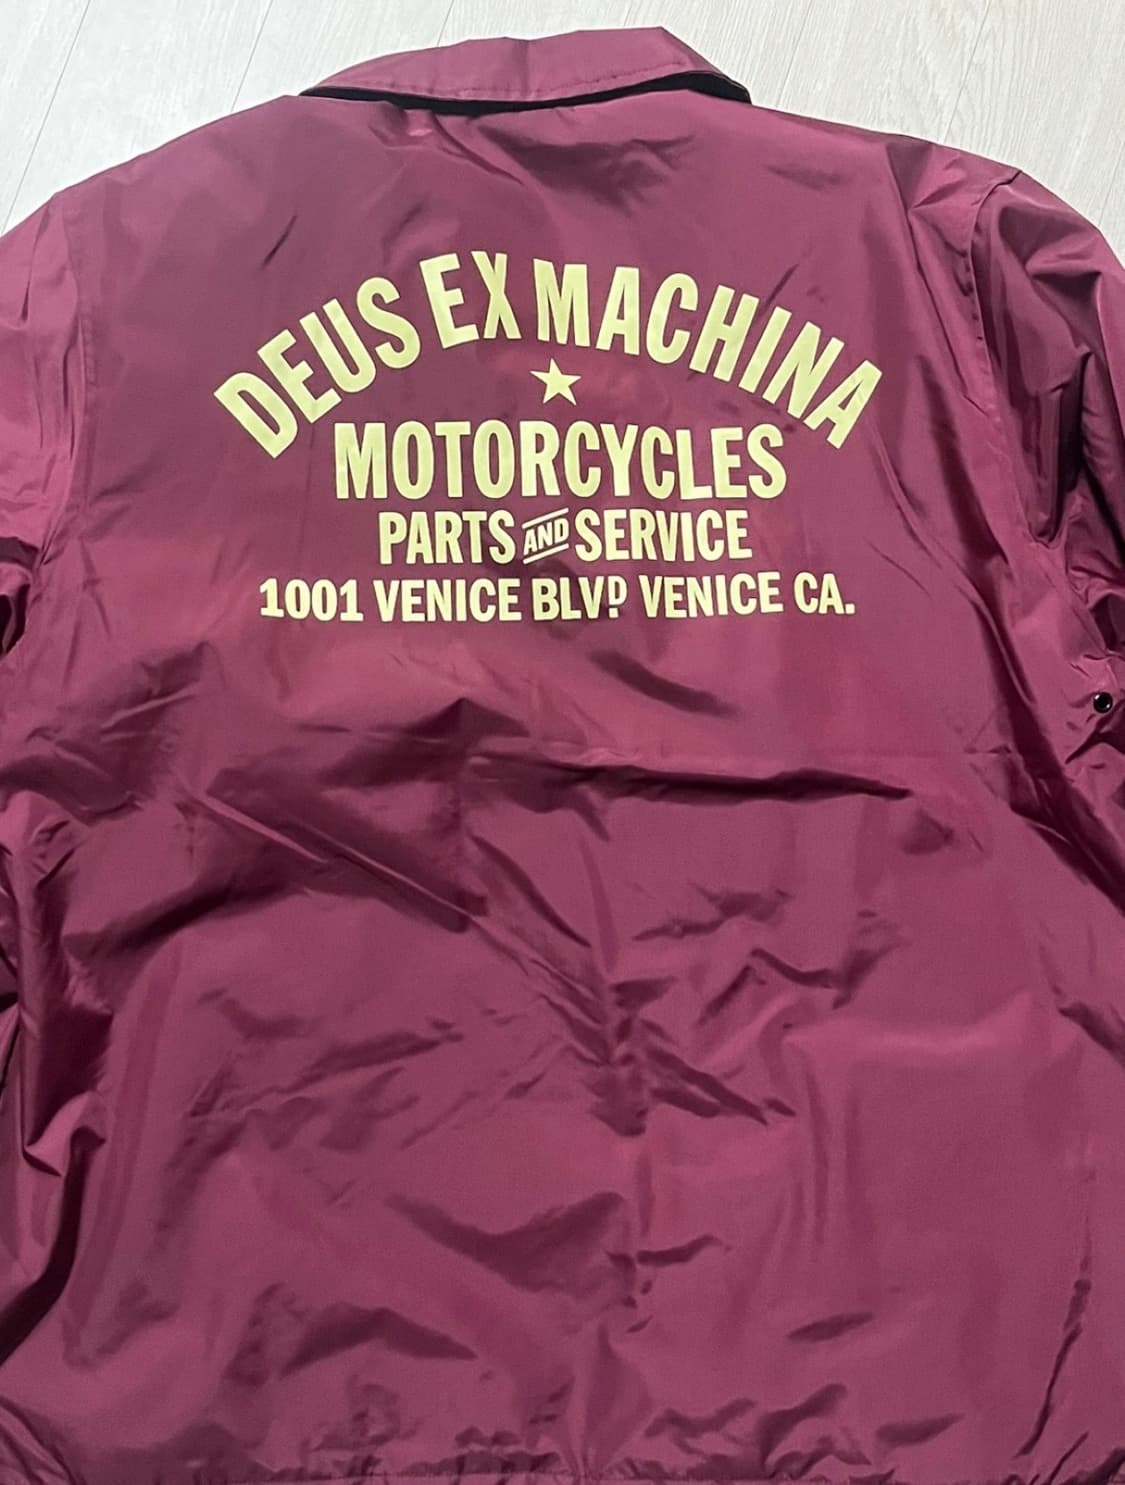 DEUS EX MACHINA
MOTORCYCLES
PARTS AND SERVICE
1001 VENICE BLVD VENICE CA.